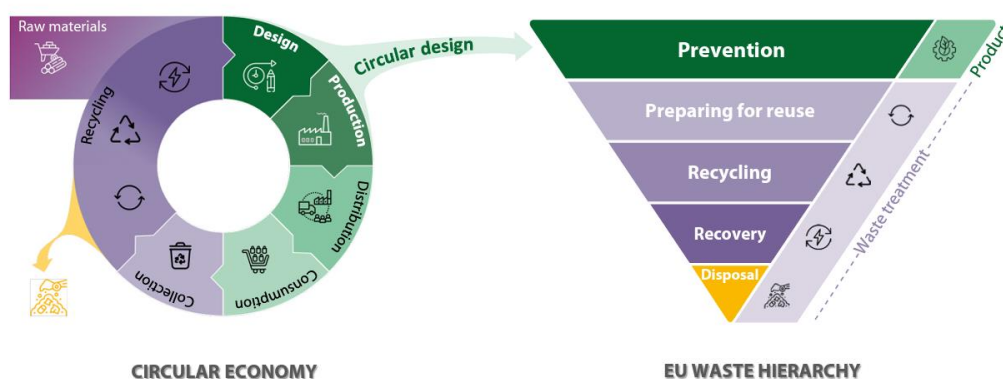 Raw materials
Design
Production
Distribution
Consumption
Collection
Recycling
Circular design
Prevention
Preparing for reuse
Recycling
Recovery
Disposal
Product
Waste treatment
CIRCULAR ECONOMY
EU WASTE HIERARCHY